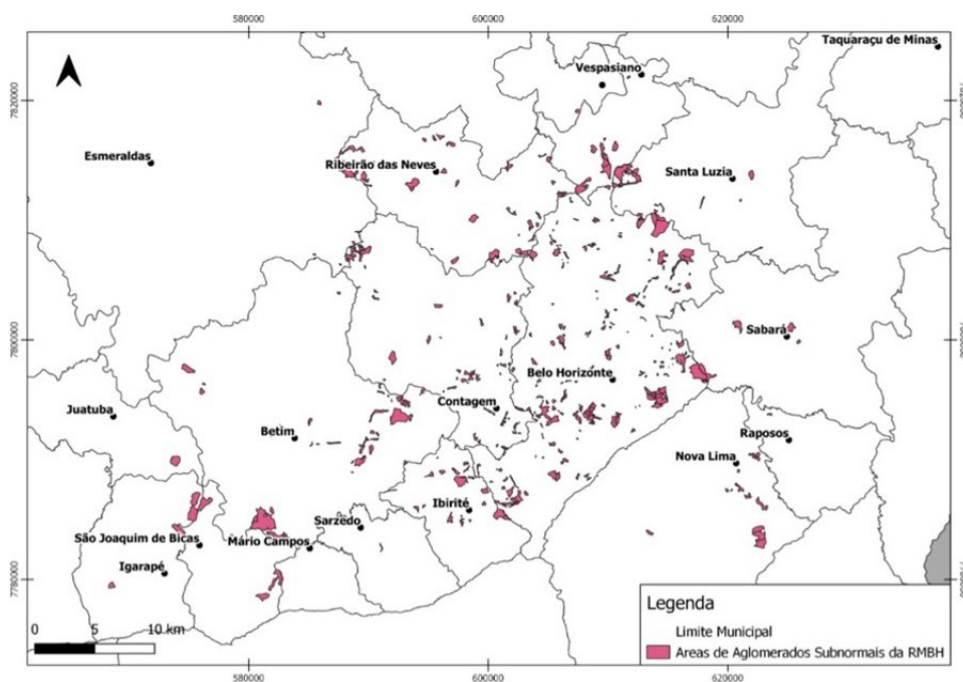 580000 600000 620000
Taquaraçu de Minas
Vespasiano
7820000
Esmeraldas
Ribeirão das Neves
Santa Luzia
7800000
Sabará
Belo Horizonte
Contagem
Juatuba
Betim
Raposos
Nova Lima
Ibirité
Sarzedo
São Joaquim de Bicas
Mário Campos
Igarapé
7780000
0 5 10 km
Legenda
Limite Municipal
Areas de Aglomerados Subnormais da RMBH
580000 600000 620000